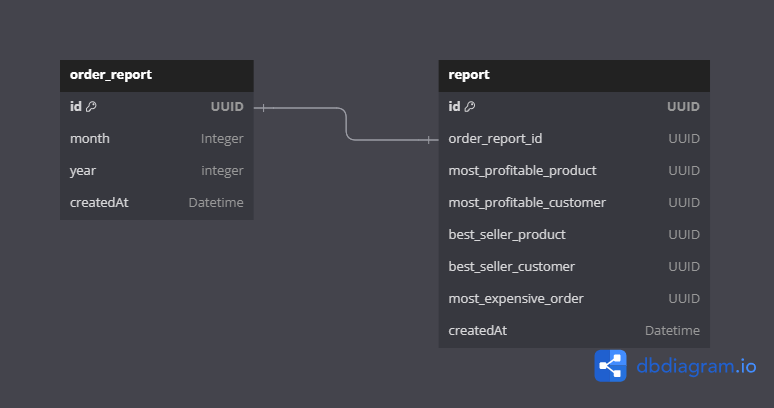 order_report
id UUID
month Integer
year integer
createdAt Datetime
report
id UUID
order_report_id UUID
most_profitable_product UUID
most_profitable_customer UUID
best_seller_product UUID
best_seller_customer UUID
most_expensive_order UUID
createdAt Datetime
dbdiagram.io